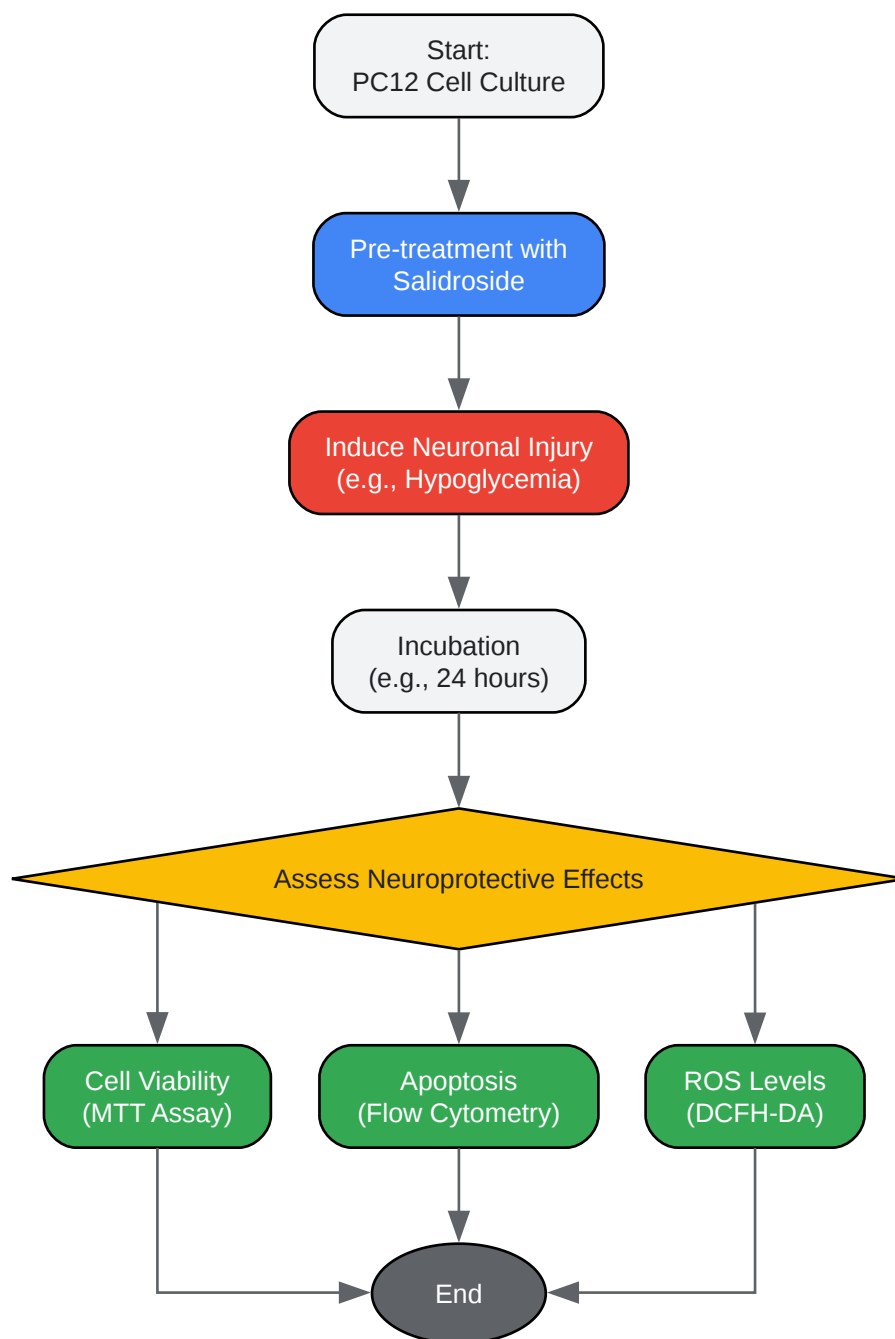 Start:
PC12 Cell Culture
Pre-treatment with
Salidroside
Induce Neuronal Injury
(e.g., Hypoglycemia)
Incubation
(e.g., 24 hours)
Assess Neuroprotective Effects
Cell Viability
(MTT Assay)
Apoptosis
(Flow Cytometry)
ROS Levels
(DCFH-DA)
End